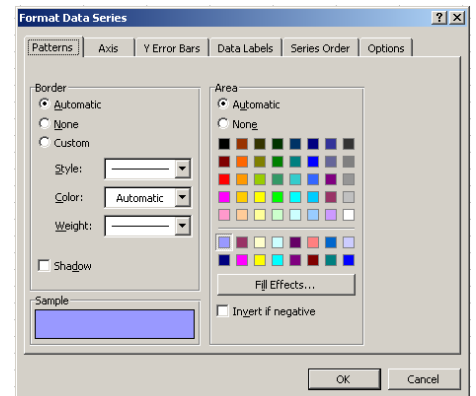 Format Data Series
Patterns Axis Y Error Bars Data Labels Series Order Options
Border
Automatic
None
Custom
Style:
Color: Automatic
Weight:
Shadow
Sample
Area
Automatic
None
Fill Effects...
Invert if negative
OK Cancel